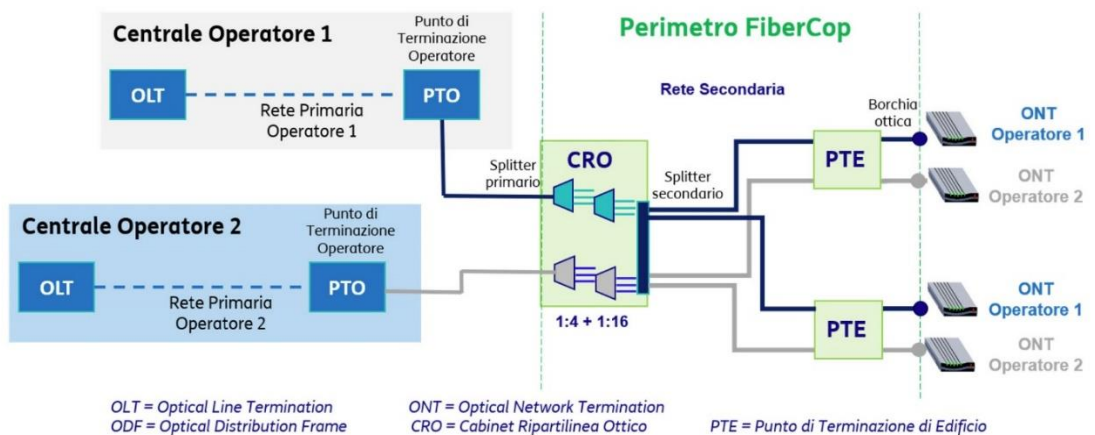 Centrale Operatore 1
Punto di
Terminazione
Operatore
OLT
PTO
Rete Primaria
Operatore 1
Perimetro FiberCop
Rete Secondaria
Borchia
ottica
ONT
Operatore 1
PTE
ONT
Operatore 2
Splitter
primario
CRO
Splitter
secondario
Centrale Operatore 2
Punto di
Terminazione
Operatore
OLT
PTO
Rete Primaria
Operatore 2
1:4 + 1:16
ONT
Operatore 1
PTE
ONT
Operatore 2
OLT = Optical Line Termination
ONT = Optical Network Termination
ODF = Optical Distribution Frame
CRO = Cabinet Ripartilinea Ottico
PTE = Punto di Terminazione di Edificio